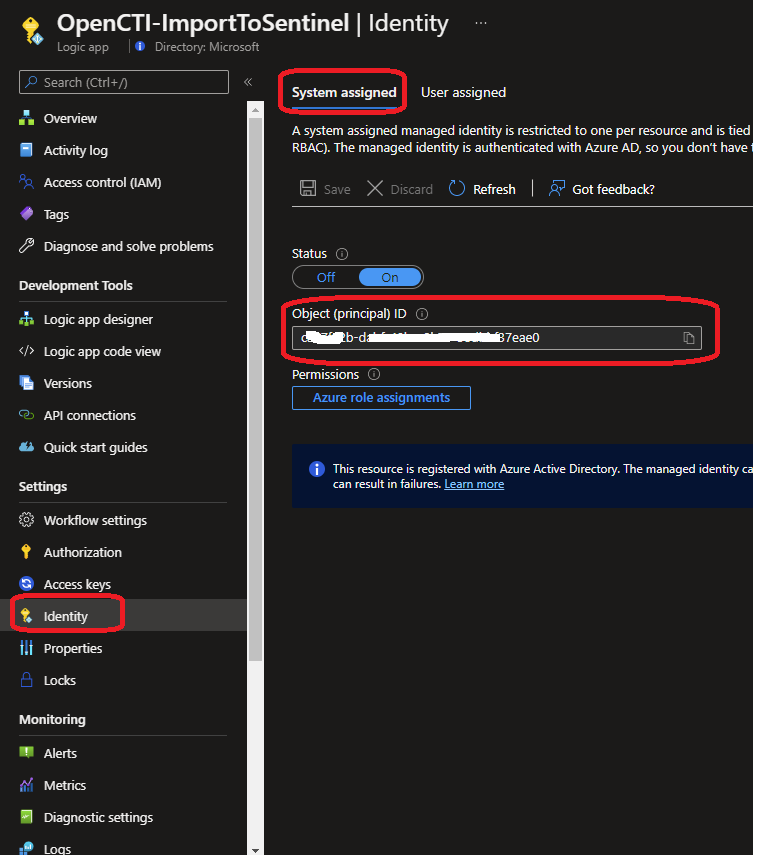 OpenCTI-ImportToSentinel | Identity ...
Logic app | Directory: Microsoft
Search (Ctrl+/) «
Overview
Activity log
Access control (IAM)
Tags
Diagnose and solve problems
Development Tools
Logic app designer
Logic app code view
Versions
API connections
Quick start guides
Settings
Workflow settings
Authorization
Access keys
Identity
Properties
Locks
Monitoring
Alerts
Metrics
Diagnostic settings
Logs
System assigned User assigned
A system assigned managed identity is restricted to one per resource and is tied
RBAC). The managed identity is authenticated with Azure AD, so you don't have
Save Discard Refresh | Got feedback?
Status
Off On
Object (principal) ID
37eae0
Permissions
Azure role assignments
This resource is registered with Azure Active Directory. The managed identity ca
can result in failures. Learn more